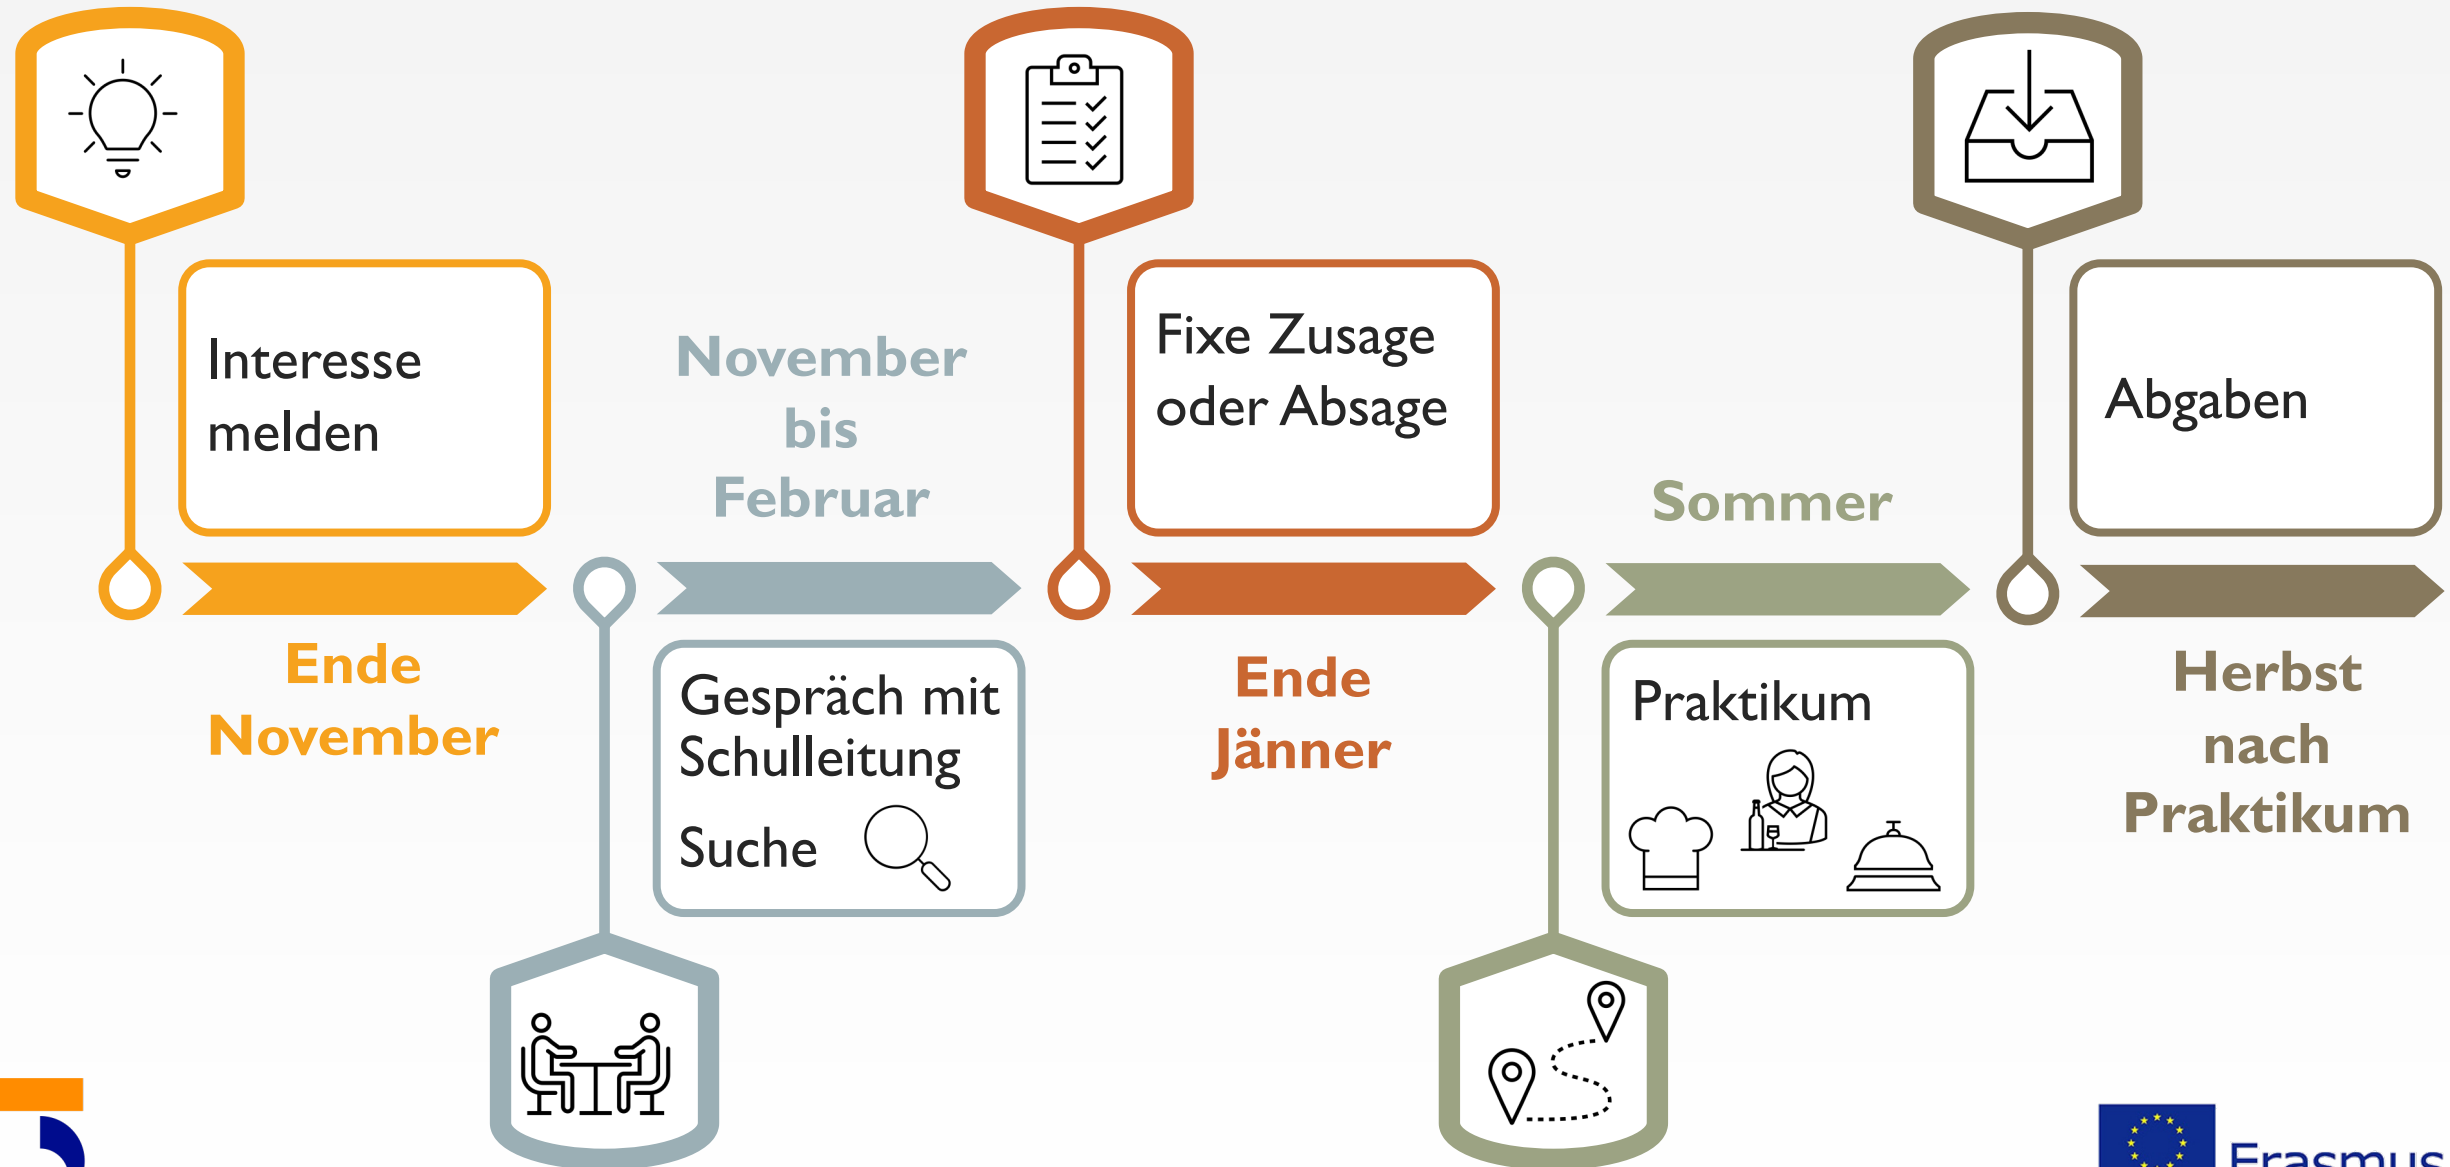 Interesse
melden
Ende
November
November
bis
Februar
Gespräch mit
Schulleitung
Suche
Fixe Zusage
oder Absage
Ende
Jänner
Sommer
Praktikum
Abgaben
Herbst
nach
Praktikum
Erasmus